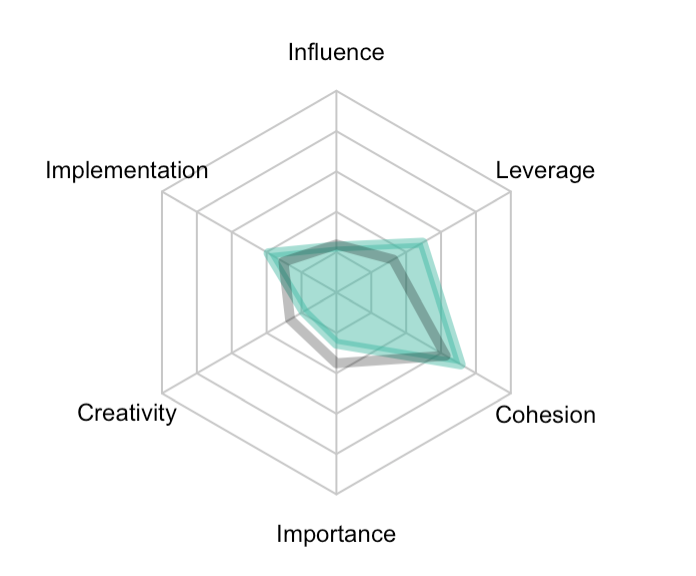 Influence
Implementation
Leverage
Creativity
Cohesion
Importance